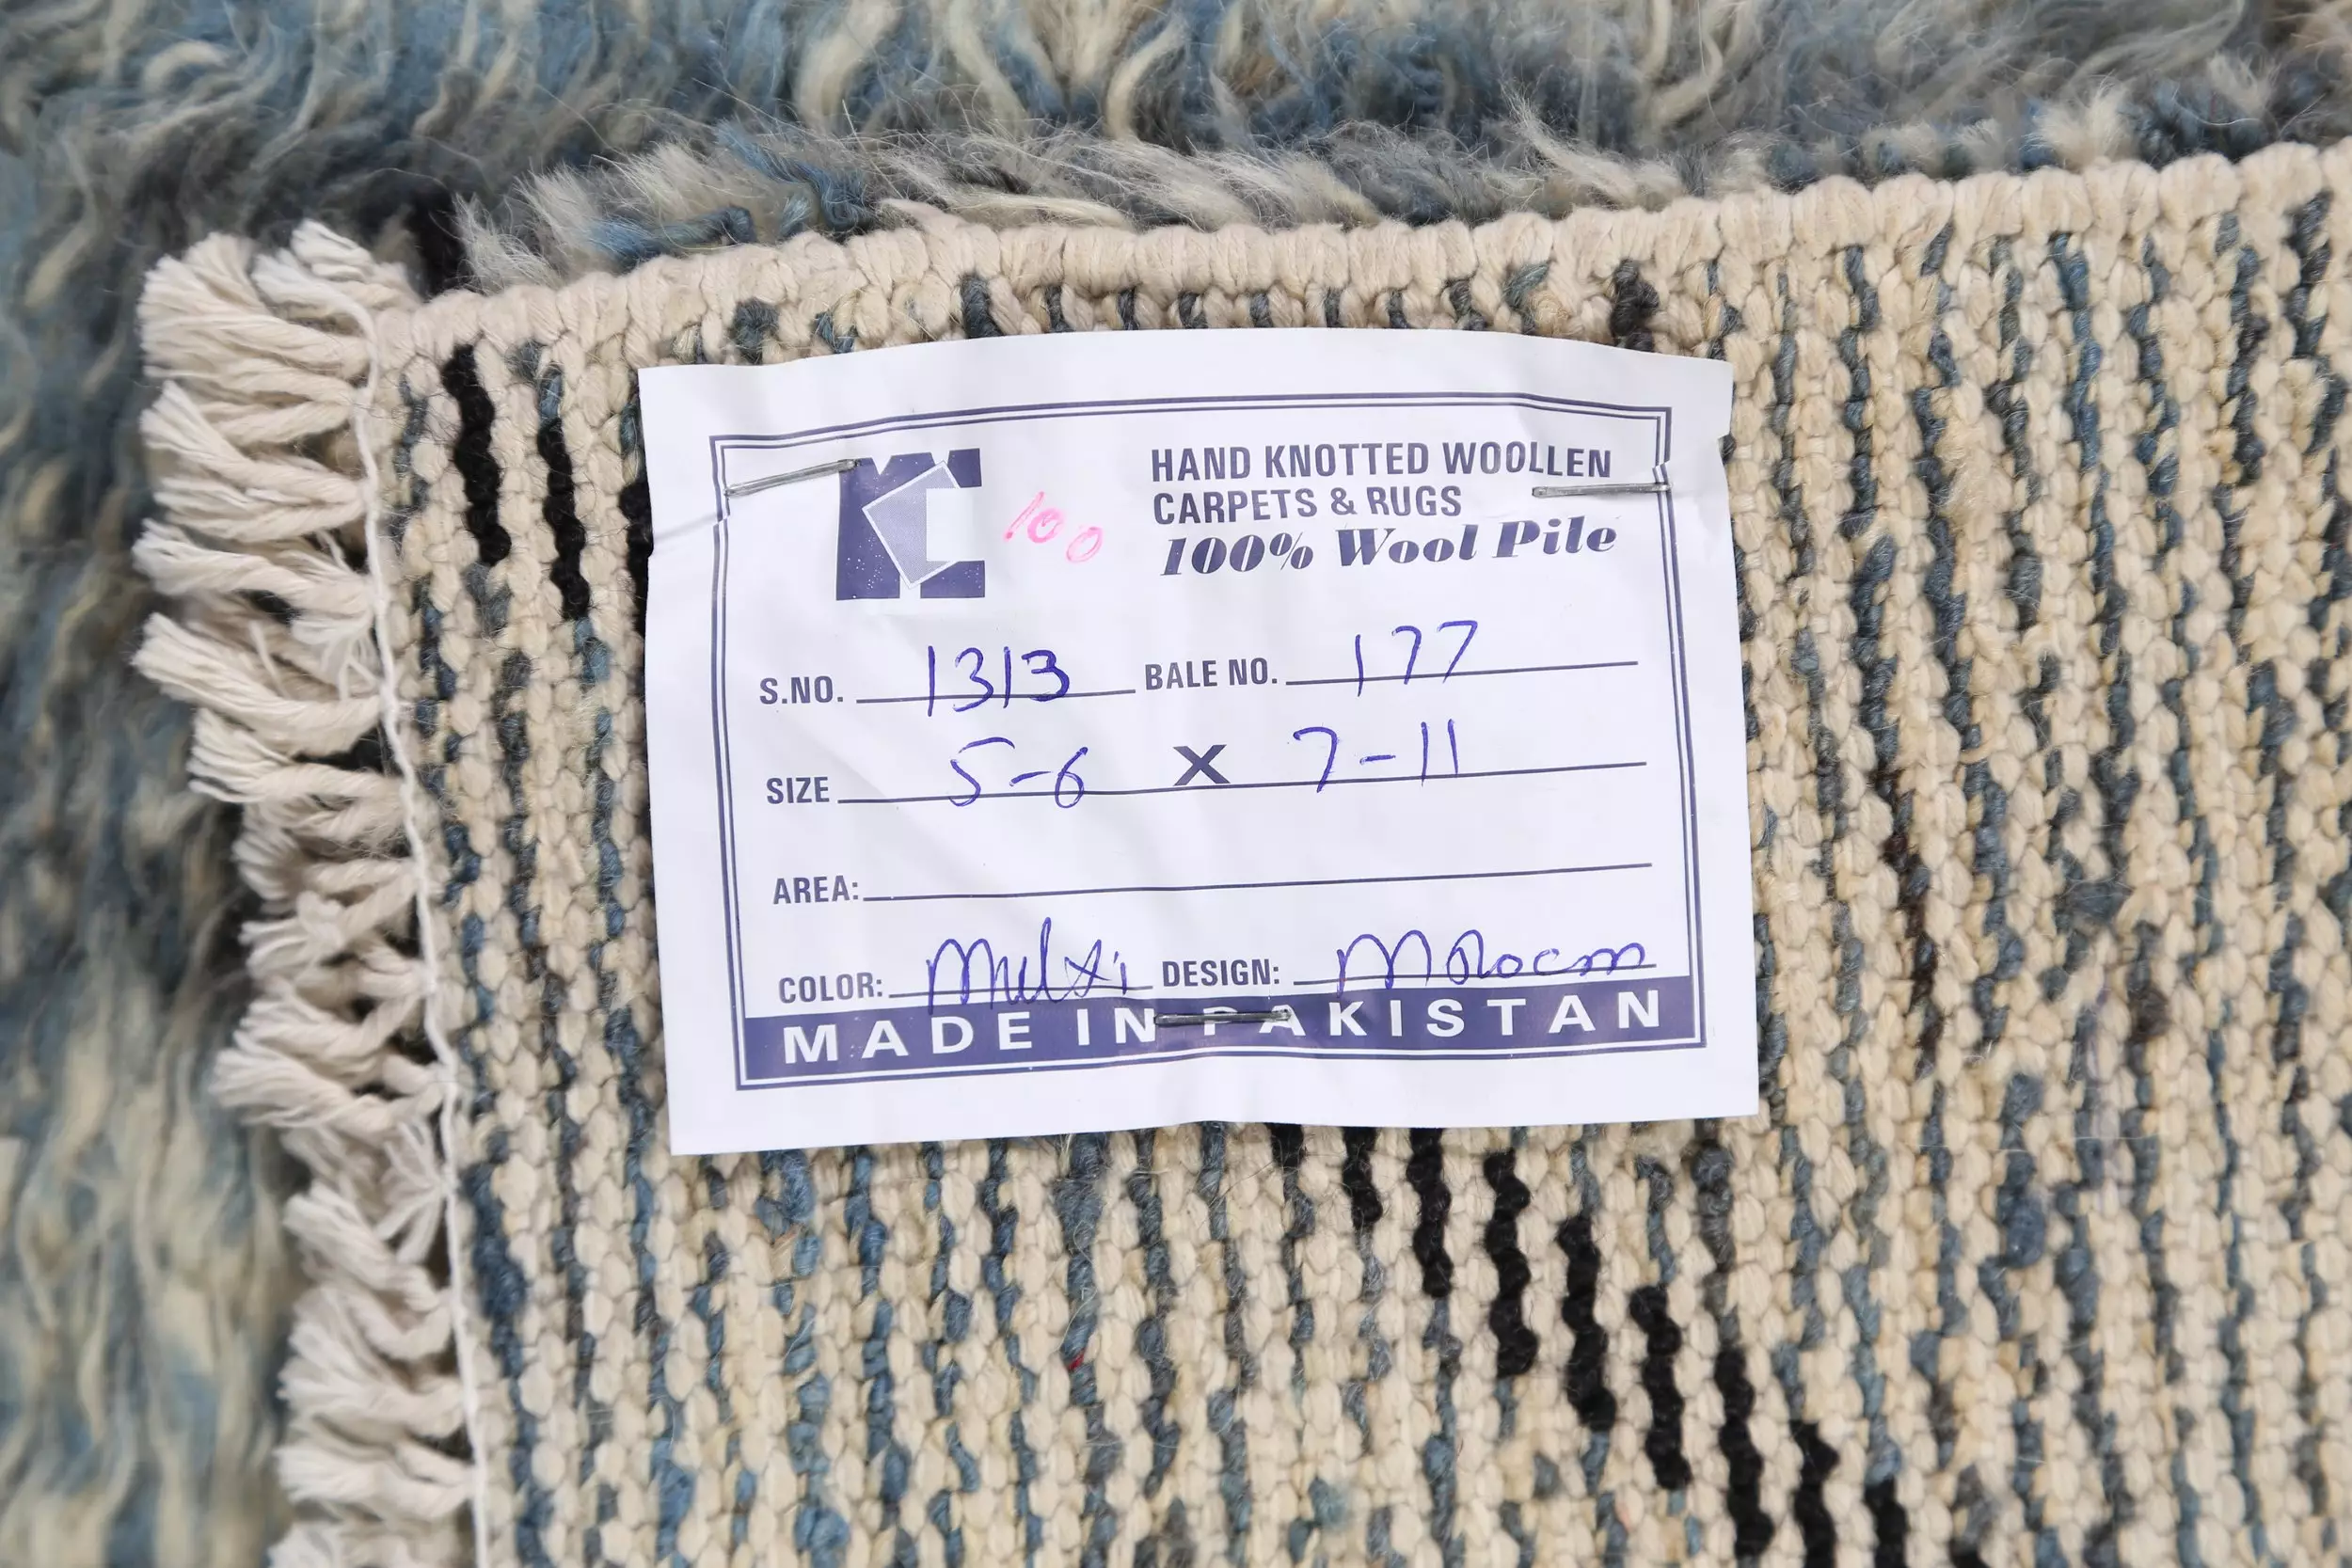 KC 100 HAND KNOTTED WOOLLEN
CARPETS & RUGS
100% Wool Pile
S.NO. 1313 BALE NO. 177
SIZE 5-6 X 7-11
AREA:
COLOR: Multi DESIGN:
MADE IN PAKISTAN